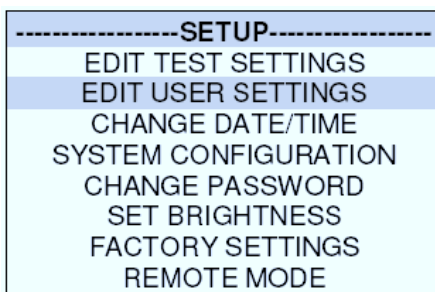 ------------------SETUP------------------
EDIT TEST SETTINGS
EDIT USER SETTINGS
CHANGE DATE/TIME
SYSTEM CONFIGURATION
CHANGE PASSWORD
SET BRIGHTNESS
FACTORY SETTINGS
REMOTE MODE